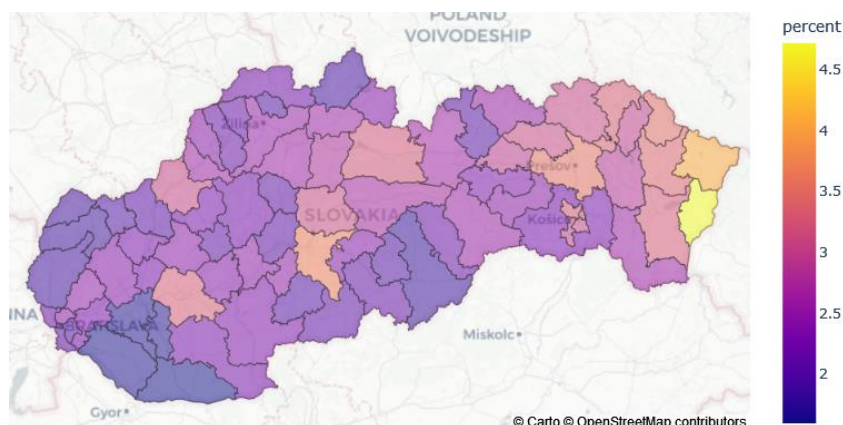 POLAND
VOIVODESHIP
percent
4.5
4
3.5
3
2.5
2
Žilina
Prešov
SLOVAKIA
Košice
NNA
BRATISLAVA
Miskolc
Gyor
© Carto © OpenStreetMap contributors